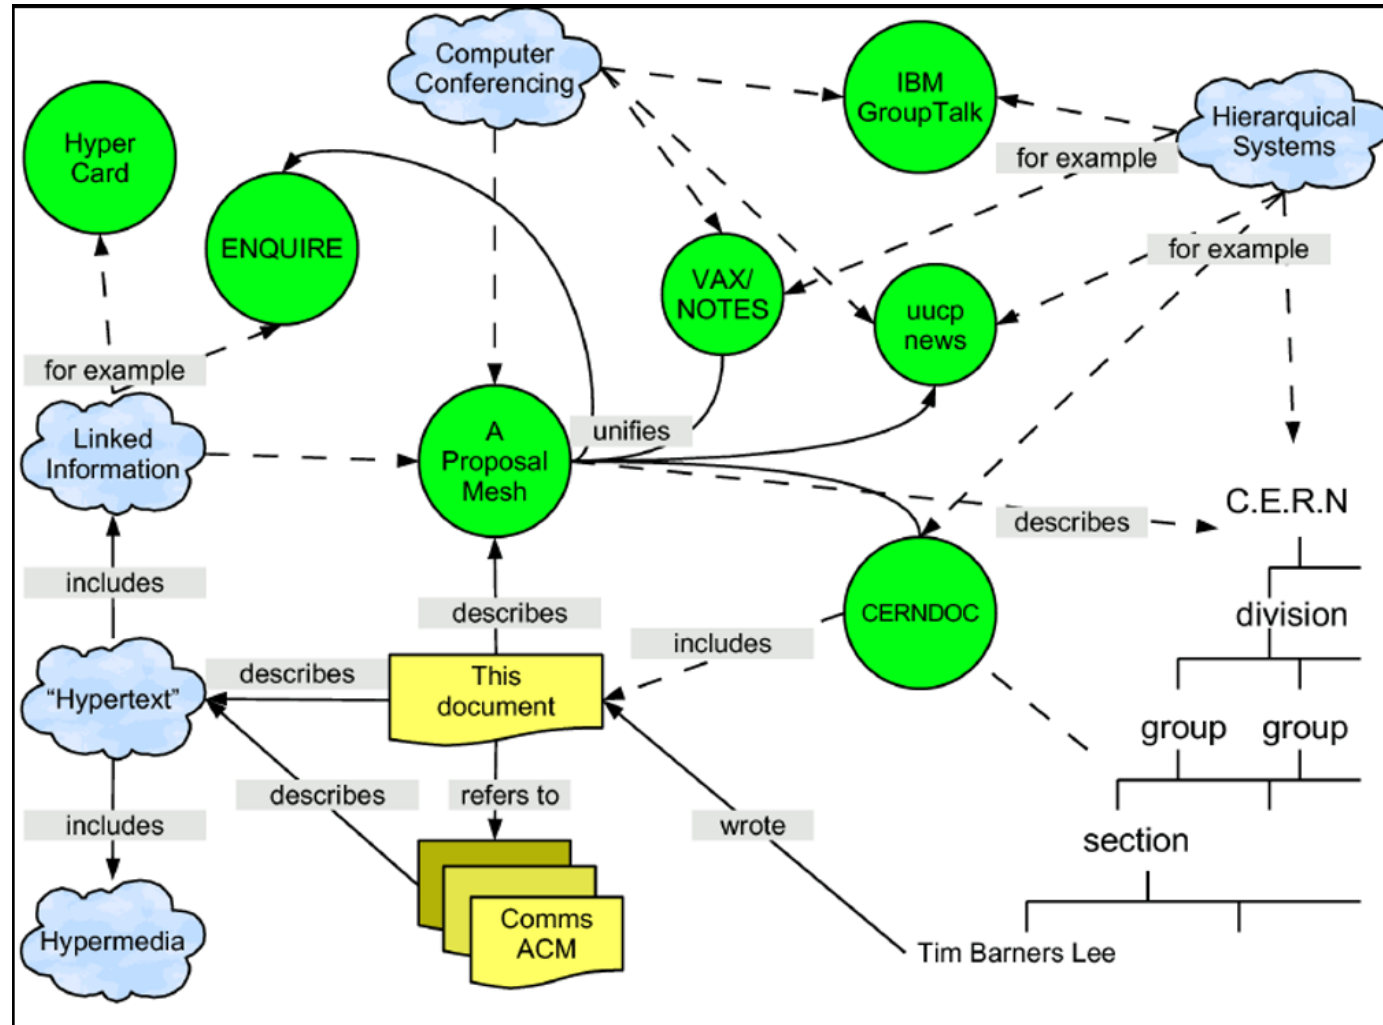 Computer
Conferencing
IBM
GroupTalk
Hierarquical
Systems
Hyper
Card
for example
ENQUIRE
for example
VAX/
NOTES
uucp
news
for example
Linked
Information
A
Proposal
Mesh
unifies
C.E.R.N
describes
includes
describes
includes
CERNDOC
division
"Hypertext"
describes
This
document
group
group
describes
refers to
includes
wrote
section
Comms
ACM
Hypermedia
Tim Barners Lee